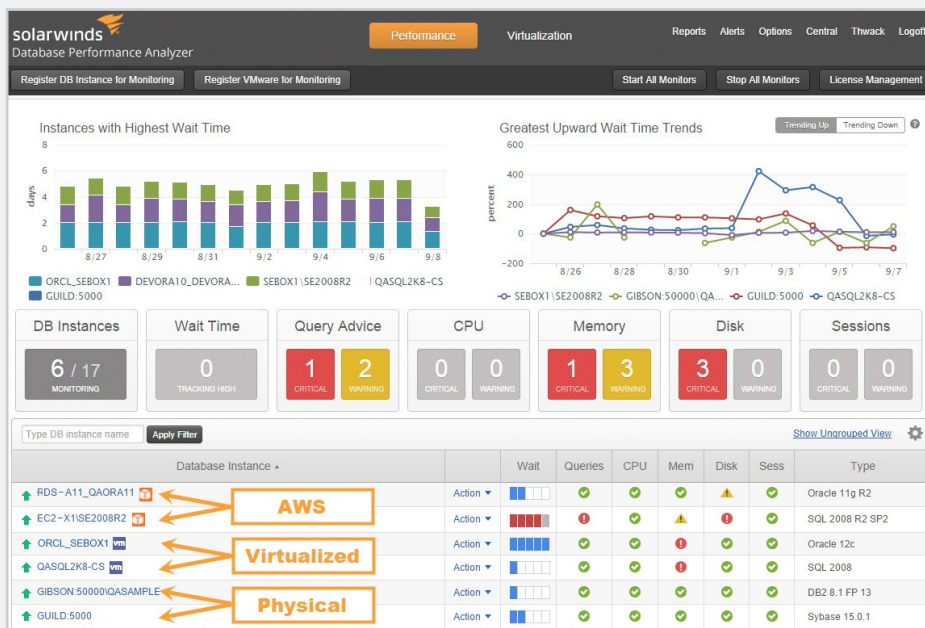 solarwinds
Database Performance Analyzer
Performance
Virtualization
Reports Alerts Options Central Thwack Logoff
Register DB Instance for Monitoring
Register VMware for Monitoring
Start All Monitors
Stop All Monitors
License Management
Instances with Highest Wait Time
8
6
4
2
0
days
8/27 8/29 8/31 9/2 9/4 9/6 9/8
ORCL_SEBOX1 DEVORA10_DEVORA... SEBOX1\SE2008R2 QASQL2K8-CS
GUILD:5000
Greatest Upward Wait Time Trends
Trending Up Trending Down ?
600
400
200
0
-200
percent
8/26 8/28 8/30 9/1 9/3 9/5 9/7
SEBOX1\SE2008R2 GIBSON:50000\QA... GUILD:5000 QASQL2K8-CS
DB Instances
6 / 17
MONITORING
Wait Time
0
TRACKING HIGH
Query Advice
1 2
CRITICAL WARNING
CPU
0 0
CRITICAL WARNING
Memory
1 3
CRITICAL WARNING
Disk
3 0
CRITICAL WARNING
Sessions
0 0
CRITICAL WARNING
Type DB instance name
Apply Filter
Show Ungrouped View
Database Instance Wait Queries CPU Mem Disk Sess Type
RDS-A11_QAORA11 Action Oracle 11g R2
AWS
EC2-X1\SE2008R2 Action SQL 2008 R2 SP2
ORCL_SEBOX1 vm Action Oracle 12c
Virtualized
QASQL2K8-CS vm Action SQL 2008
GIBSON:50000\QASAMPLE Action DB2 8.1 FP 13
Physical
GUILD:5000 Action Sybase 15.0.1